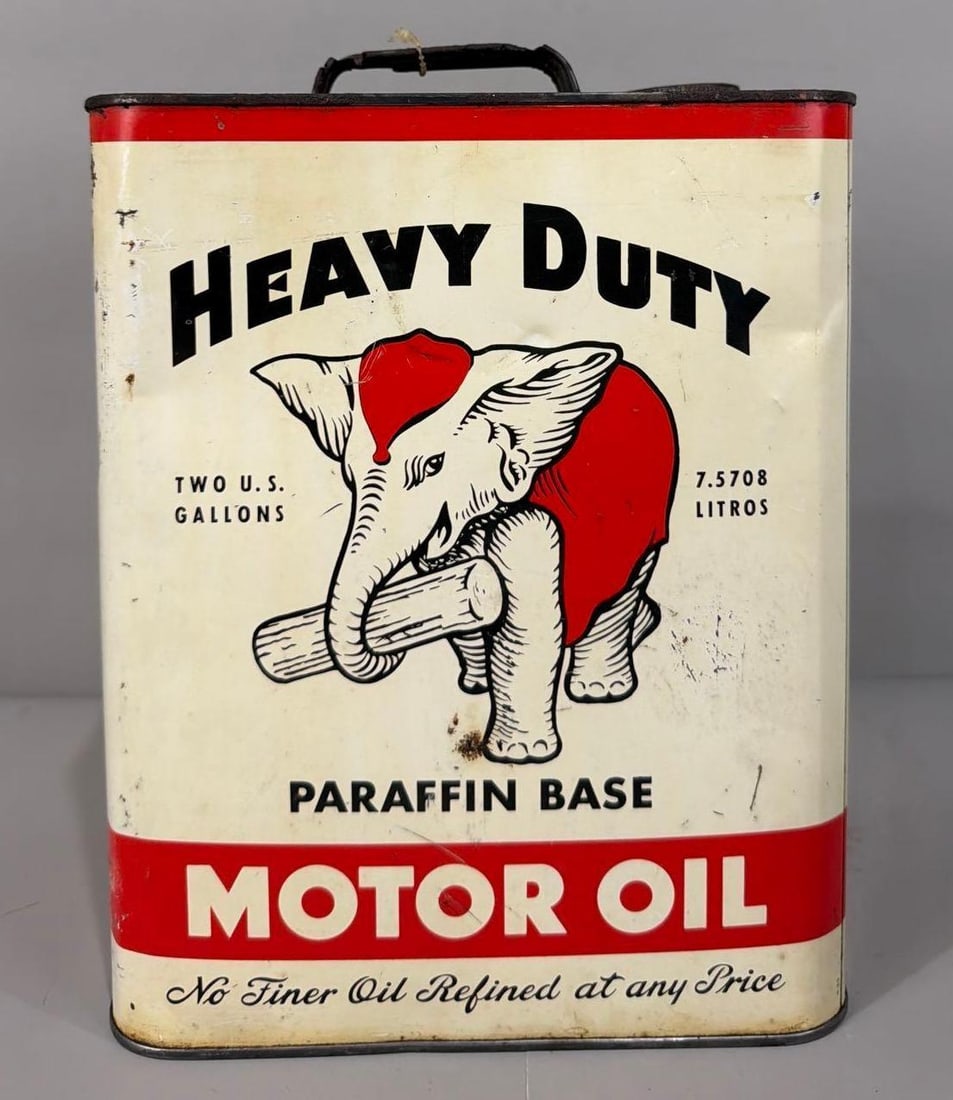 HEAVY DUTY
TWO U.S.
GALLONS
7.5708
LITROS
PARAFFIN BASE
MOTOR OIL
No Finer Oil Refined at any Price